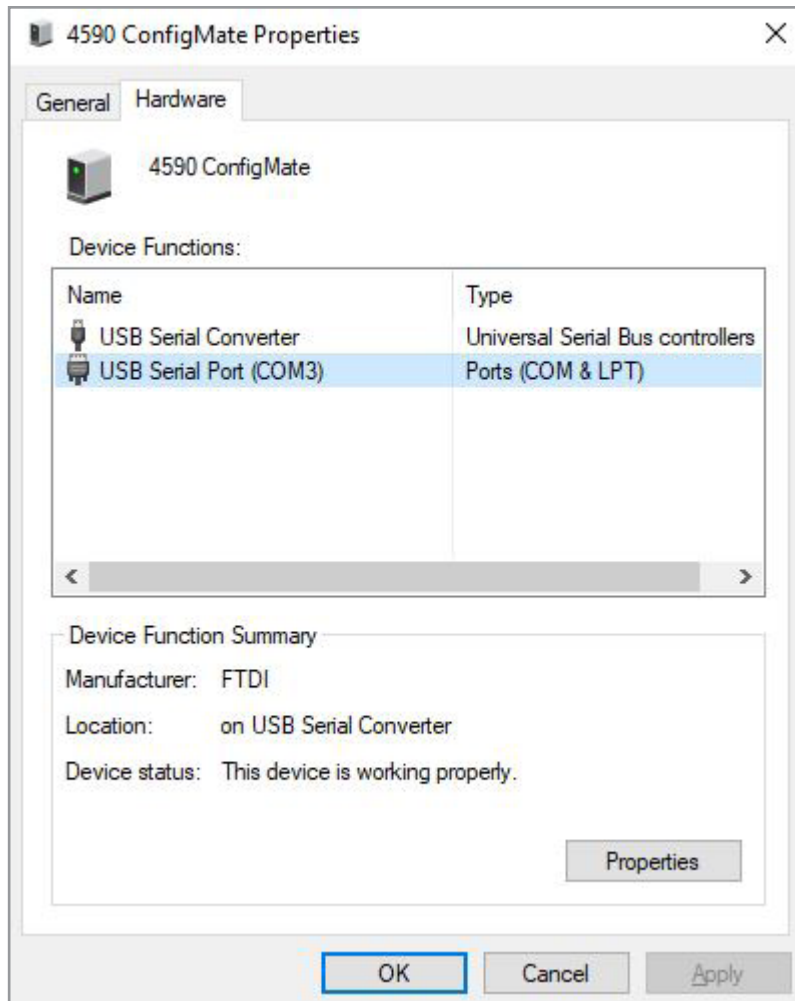 4590 ConfigMate Properties
General Hardware
4590 ConfigMate
Device Functions:
Name Type
USB Serial Converter Universal Serial Bus controllers
USB Serial Port (COM3) Ports (COM & LPT)
Device Function Summary
Manufacturer: FTDI
Location: on USB Serial Converter
Device status: This device is working properly.
Properties
OK Cancel Apply